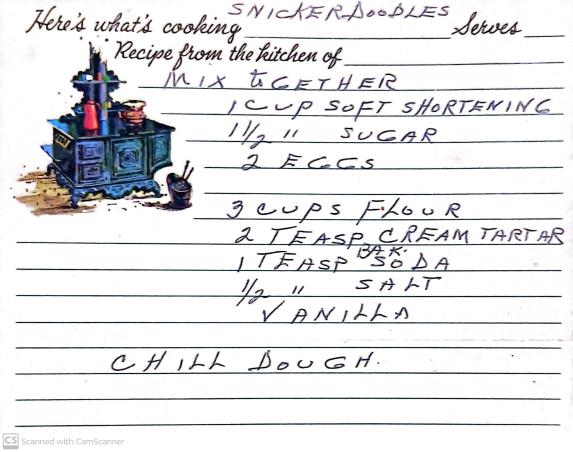 Here's what's cooking SNICKERDOODLES Serves
Recipe from the kitchen of
MIX toGETHER
1 CUP SOFT SHORTENING
1 1/2 " SUGAR
2 EGGS
3 CUPS FLOUR
2 TEASP CREAM TARTAR
1 TEASP BAK. SODA
1/2 " SALT
VANILLA
CHILL DOUGH.
CS Scanned with CamScanner